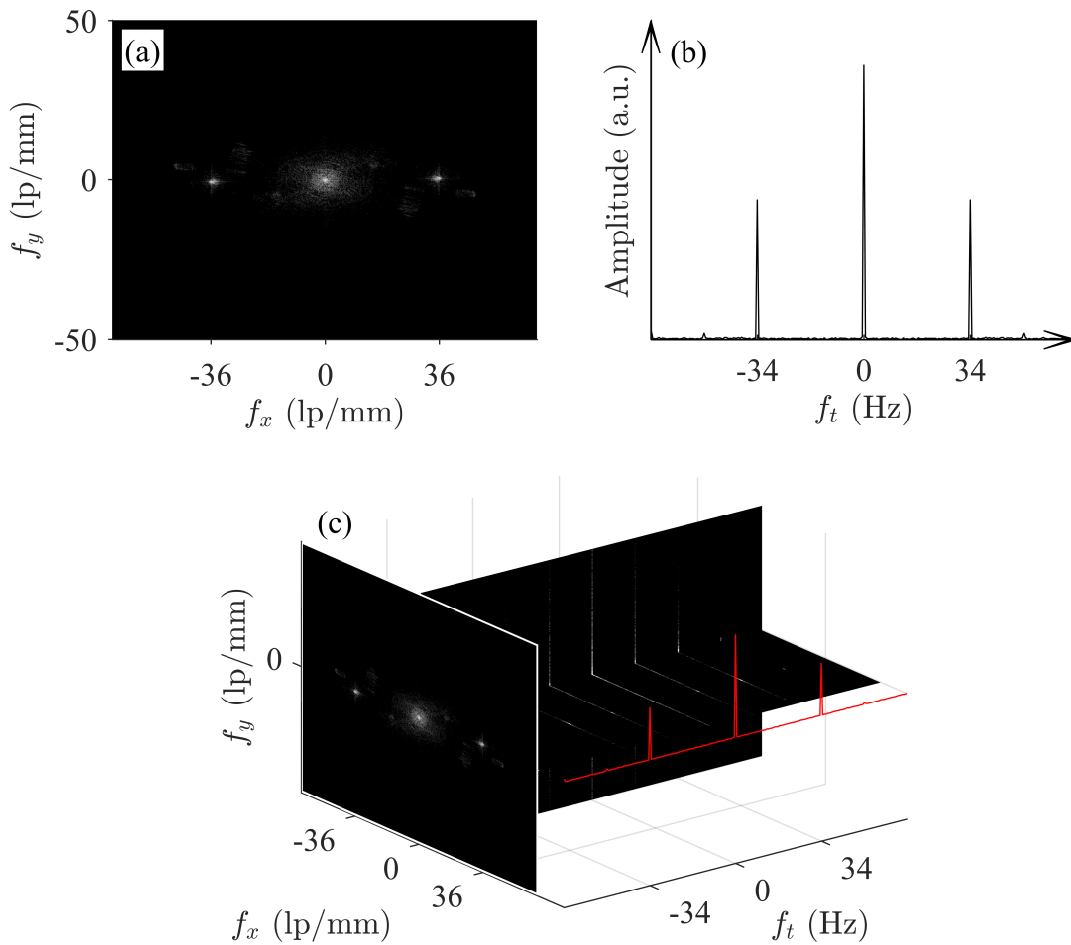 (a)
50
0
-50
f_y (lp/mm)
-36 0 36
f_x (lp/mm)
(b)
Amplitude (a.u.)
-34 0 34
f_t (Hz)
(c)
0
f_y (lp/mm)
-36
0
36
f_x (lp/mm)
-34
0
34
f_t (Hz)